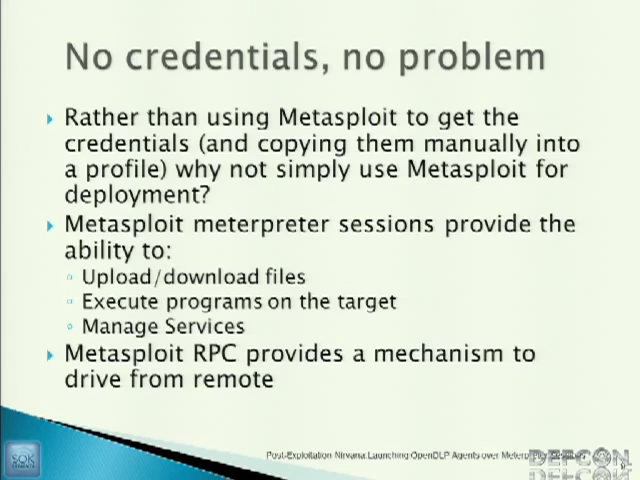 No credentials, no problem
Rather than using Metasploit to get the
credentials (and copying them manually into
a profile) why not simply use Metasploit for
deployment?
Metasploit meterpreter sessions provide the
ability to:
Upload/download files
Execute programs on the target
Manage Services
Metasploit RPC provides a mechanism to
drive from remote
Post-Exploitation Nirvana: Launching OpenDLP Agents over
DEFCON
DEFCON